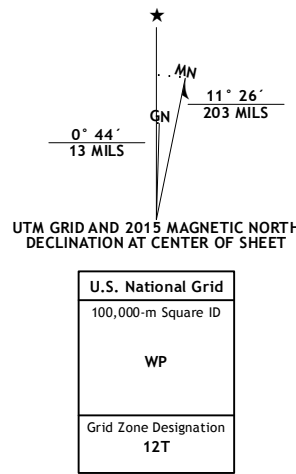 MN
GN
11° 26´
203 MILS
0° 44´
13 MILS
UTM GRID AND 2015 MAGNETIC NORTH
DECLINATION AT CENTER OF SHEET
U.S. National Grid
100,000-m Square ID
WP
Grid Zone Designation
12T